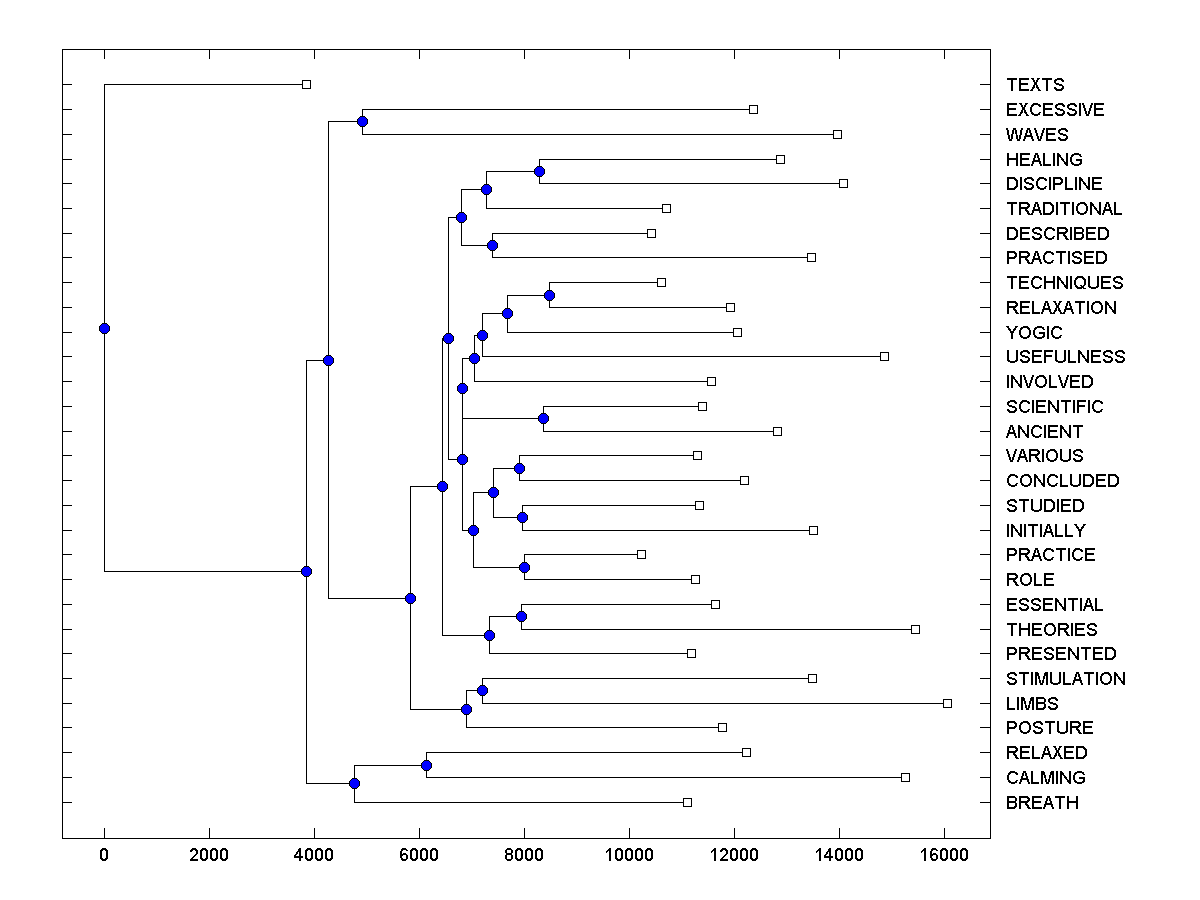 TEXTS
EXCESSIVE
WAVES
HEALING
DISCIPLINE
TRADITIONAL
DESCRIBED
PRACTISED
TECHNIQUES
RELAXATION
YOGIC
USEFULNESS
INVOLVED
SCIENTIFIC
ANCIENT
VARIOUS
CONCLUDED
STUDIED
INITIALLY
PRACTICE
ROLE
ESSENTIAL
THEORIES
PRESENTED
STIMULATION
LIMBS
POSTURE
RELAXED
CALMING
BREATH
0 2000 4000 6000 8000 10000 12000 14000 16000